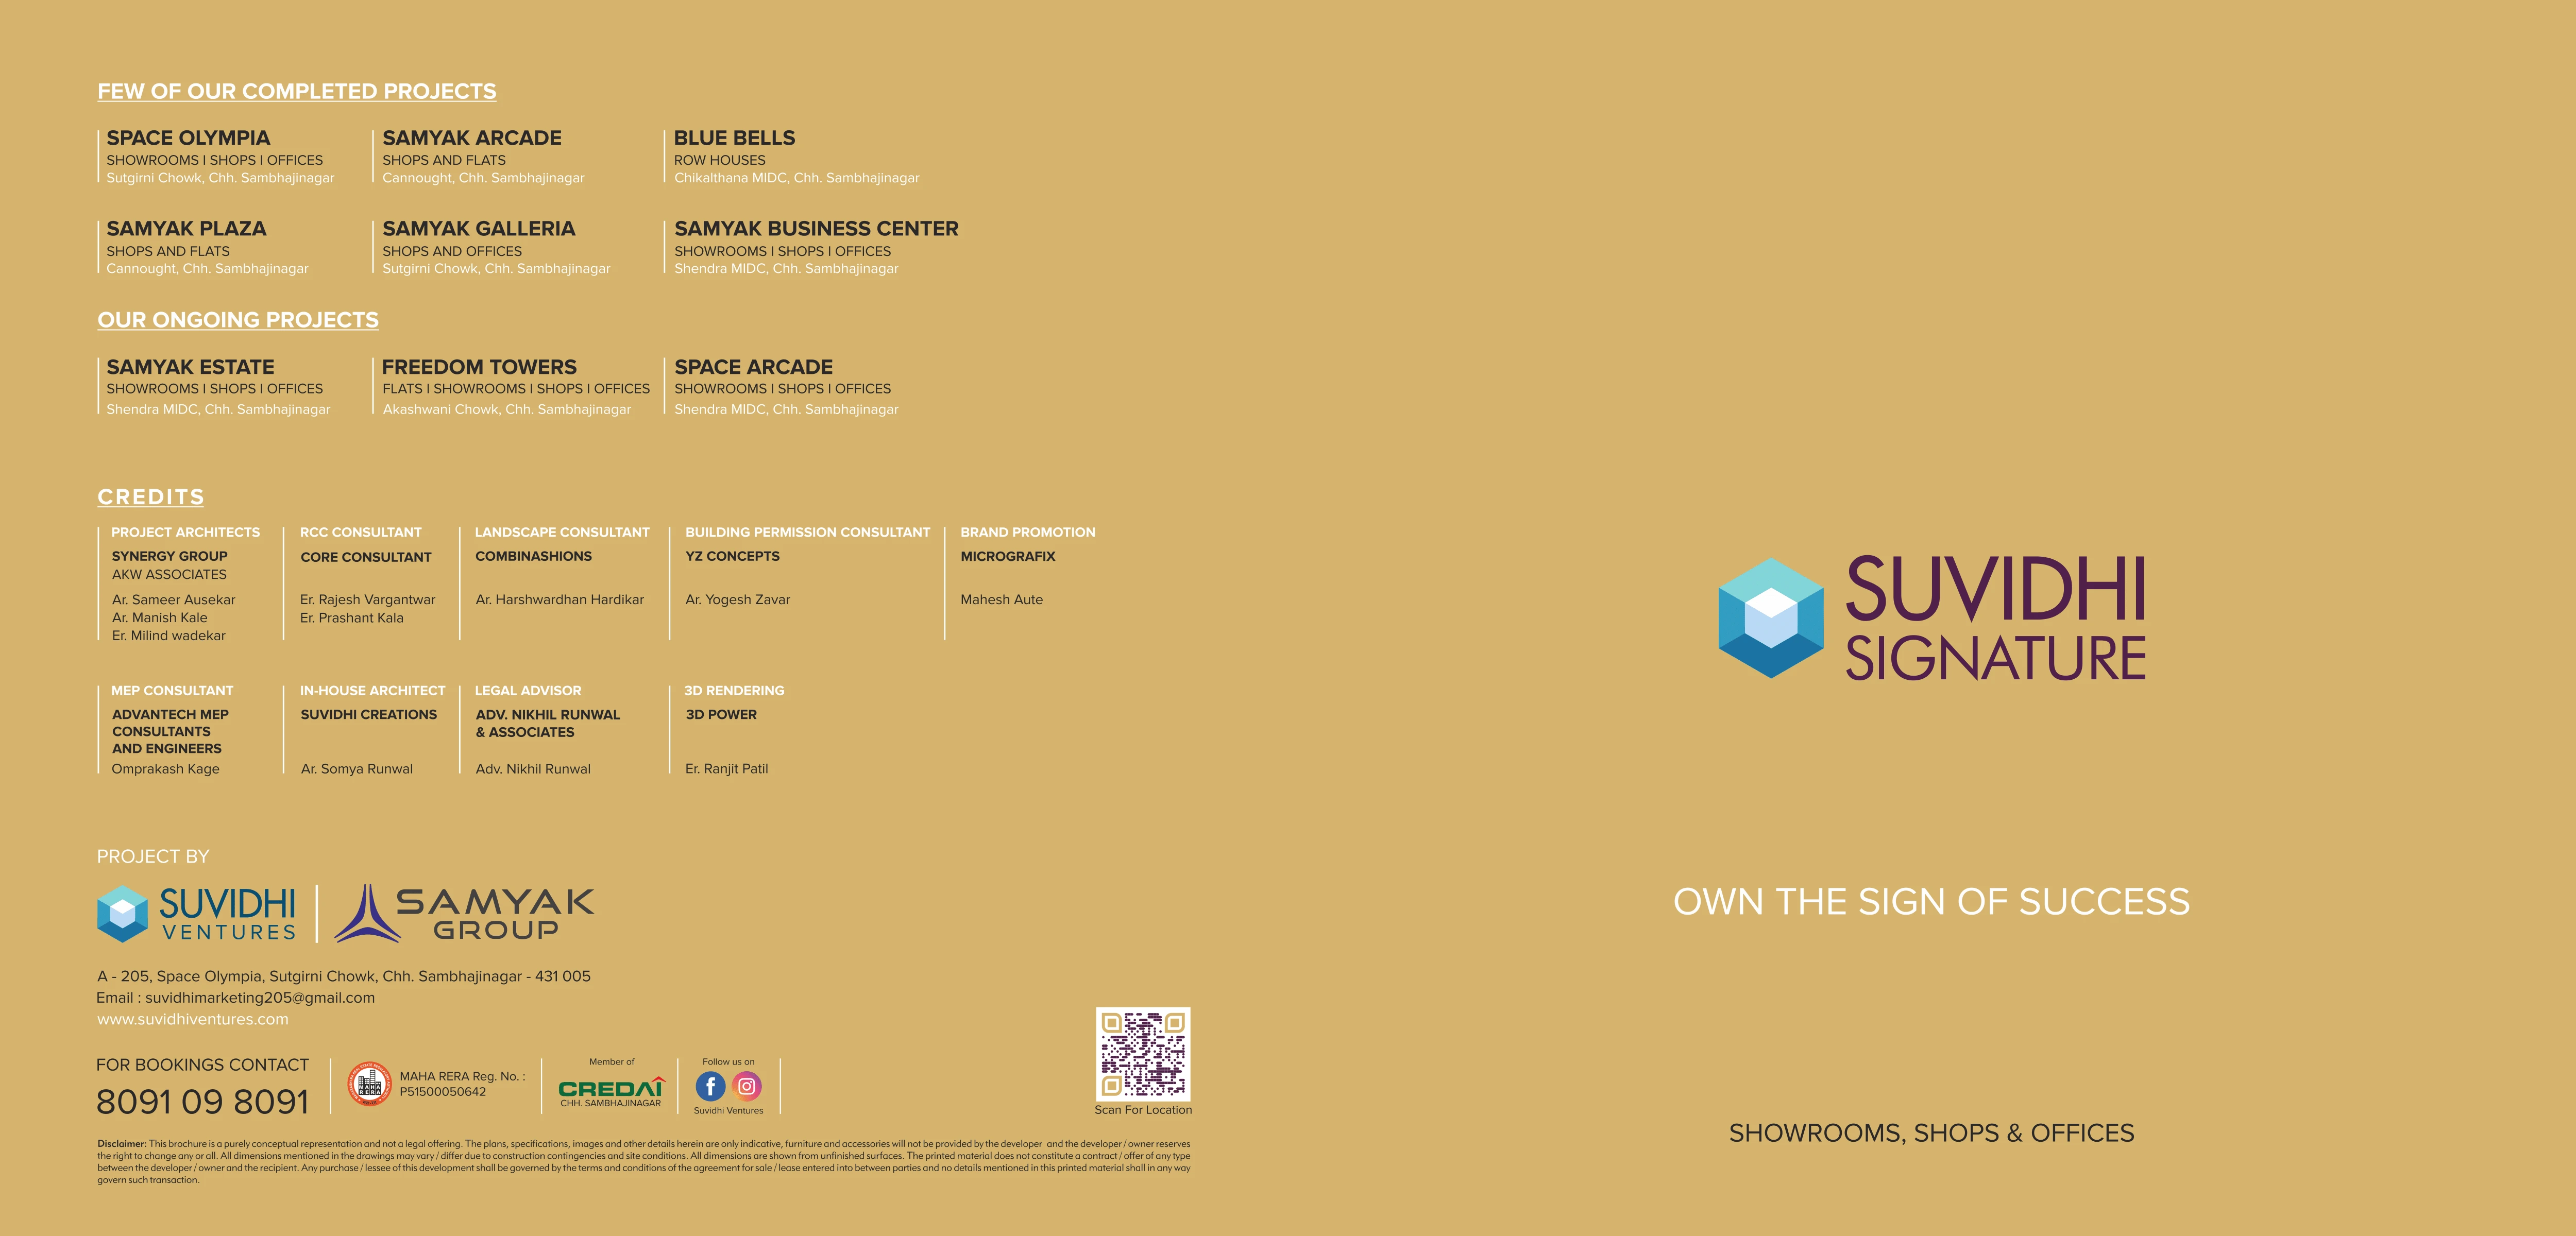 FEW OF OUR COMPLETED PROJECTS
SPACE OLYMPIA
SHOWROOMS I SHOPS I OFFICES
Sutgirni Chowk, Chh. Sambhajinagar
SAMYAK ARCADE
SHOPS AND FLATS
Cannought, Chh. Sambhajinagar
BLUE BELLS
ROW HOUSES
Chikalthana MIDC, Chh. Sambhajinagar
SAMYAK PLAZA
SHOPS AND FLATS
Cannought, Chh. Sambhajinagar
SAMYAK GALLERIA
SHOPS AND OFFICES
Sutgirni Chowk, Chh. Sambhajinagar
SAMYAK BUSINESS CENTER
SHOWROOMS I SHOPS I OFFICES
Shendra MIDC, Chh. Sambhajinagar
OUR ONGOING PROJECTS
SAMYAK ESTATE
SHOWROOMS I SHOPS I OFFICES
Shendra MIDC, Chh. Sambhajinagar
FREEDOM TOWERS
FLATS I SHOWROOMS I SHOPS I OFFICES
Akashwani Chowk, Chh. Sambhajinagar
SPACE ARCADE
SHOWROOMS I SHOPS I OFFICES
Shendra MIDC, Chh. Sambhajinagar
CREDITS
PROJECT ARCHITECTS
SYNERGY GROUP
AKW ASSOCIATES
Ar. Sameer Ausekar
Ar. Manish Kale
Er. Milind wadekar
RCC CONSULTANT
CORE CONSULTANT
Er. Rajesh Vargantwar
Er. Prashant Kala
LANDSCAPE CONSULTANT
COMBINASHIONS
Ar. Harshwardhan Hardikar
BUILDING PERMISSION CONSULTANT
YZ CONCEPTS
Ar. Yogesh Zavar
BRAND PROMOTION
MICROGRAFIX
Mahesh Aute
MEP CONSULTANT
ADVANTECH MEP
CONSULTANTS
AND ENGINEERS
Omprakash Kage
IN-HOUSE ARCHITECT
SUVIDHI CREATIONS
Ar. Somya Runwal
LEGAL ADVISOR
ADV. NIKHIL RUNWAL
& ASSOCIATES
Adv. Nikhil Runwal
3D RENDERING
3D POWER
Er. Ranjit Patil
PROJECT BY
SUVIDHI
VENTURES
SAMYAK
GROUP
A - 205, Space Olympia, Sutgirni Chowk, Chh. Sambhajinagar - 431 005
Email : suvidhimarketing205@gmail.com
www.suvidhiventures.com
FOR BOOKINGS CONTACT
8091 09 8091
MAHA
RERA
MAHA RERA Reg. No. :
P51500050642
Member of
CREDAI
CHH. SAMBHAJINAGAR
Follow us on
Suvidhi Ventures
Scan For Location
Disclaimer: This brochure is a purely conceptual representation and not a legal offering. The plans, specifications, images and other details herein are only indicative, furniture and accessories will not be provided by the developer and the developer / owner reserves
the right to change any or all. All dimensions mentioned in the drawings may vary / differ due to construction contingencies and site conditions. All dimensions are shown from unfinished surfaces. The printed material does not constitute a contract / offer of any type
between the developer / owner and the recipient. Any purchase / lessee of this development shall be governed by the terms and conditions of the agreement for sale / lease entered into between parties and no details mentioned in this printed material shall in any way
govern such transaction.
SUVIDHI
SIGNATURE
OWN THE SIGN OF SUCCESS
SHOWROOMS, SHOPS & OFFICES